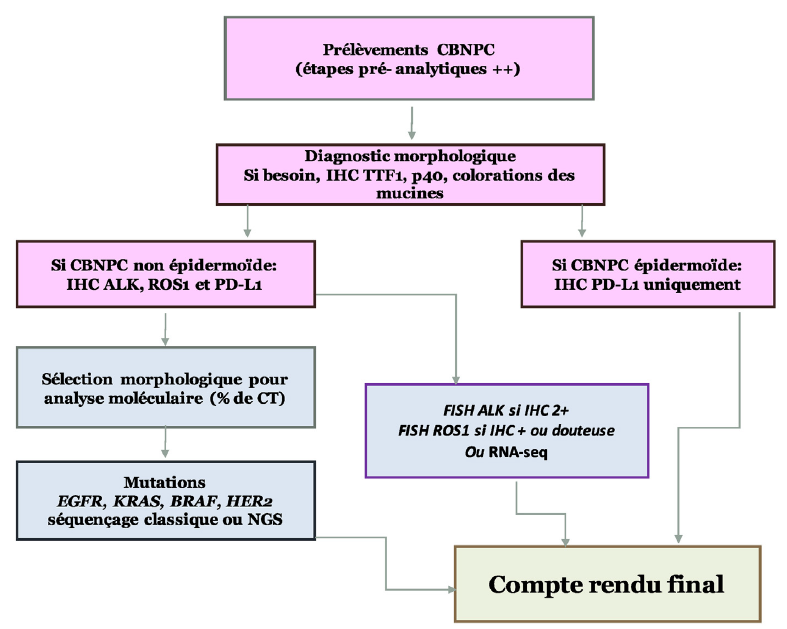 Prélèvements CBNPC
(étapes pré- analytiques ++)
Diagnostic morphologique
Si besoin, IHC TTF1, p40, colorations des
mucines
Si CBNPC non épidermoïde:
IHC ALK, ROS1 et PD-L1
Si CBNPC épidermoïde:
IHC PD-L1 uniquement
Sélection morphologique pour
analyse moléculaire (% de CT)
FISH ALK si IHC 2+
FISH ROS1 si IHC + ou douteuse
Ou RNA-seq
Mutations
EGFR, KRAS, BRAF, HER2
séquençage classique ou NGS
Compte rendu final